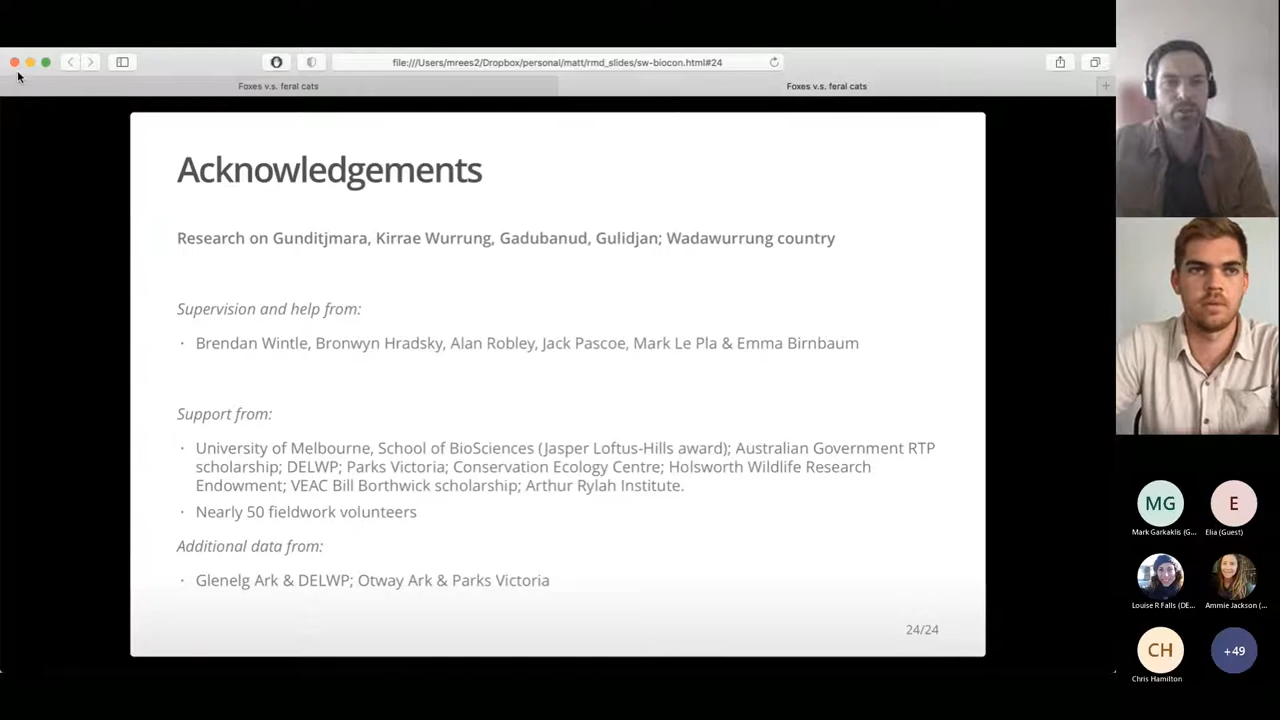 file:///Users/mrees2/Dropbox/personal/matt/rmd_slides/sw-biocon.html#24
Foxes v.s. feral cats
Foxes v.s. feral cats
Acknowledgements
Research on Gunditjmara, Kirrae Wurrung, Gadubanud, Gulidjan; Wadawurrung country
Supervision and help from:
· Brendan Wintle, Bronwyn Hradsky, Alan Robley, Jack Pascoe, Mark Le Pla & Emma Birnbaum
Support from:
· University of Melbourne, School of BioSciences (Jasper Loftus-Hills award); Australian Government RTP
scholarship; DELWP; Parks Victoria; Conservation Ecology Centre; Holsworth Wildlife Research
Endowment; VEAC Bill Borthwick scholarship; Arthur Rylah Institute.
· Nearly 50 fieldwork volunteers
Additional data from:
· Glenelg Ark & DELWP; Otway Ark & Parks Victoria
24/24
MG
E
Mark Garkaklis (G...
Elia (Guest)
Louise R Falls (DE...
Ammie Jackson (...
CH
+49
Chris Hamilton